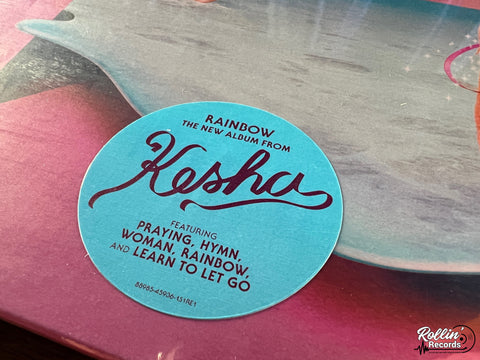 RAINBOW
THE NEW ALBUM FROM
Kesha
FEATURING
PRAYING, HYMN,
WOMAN, RAINBOW,
AND LEARN TO LET GO
88985-45906-1S1RE1
Rollin'
Records